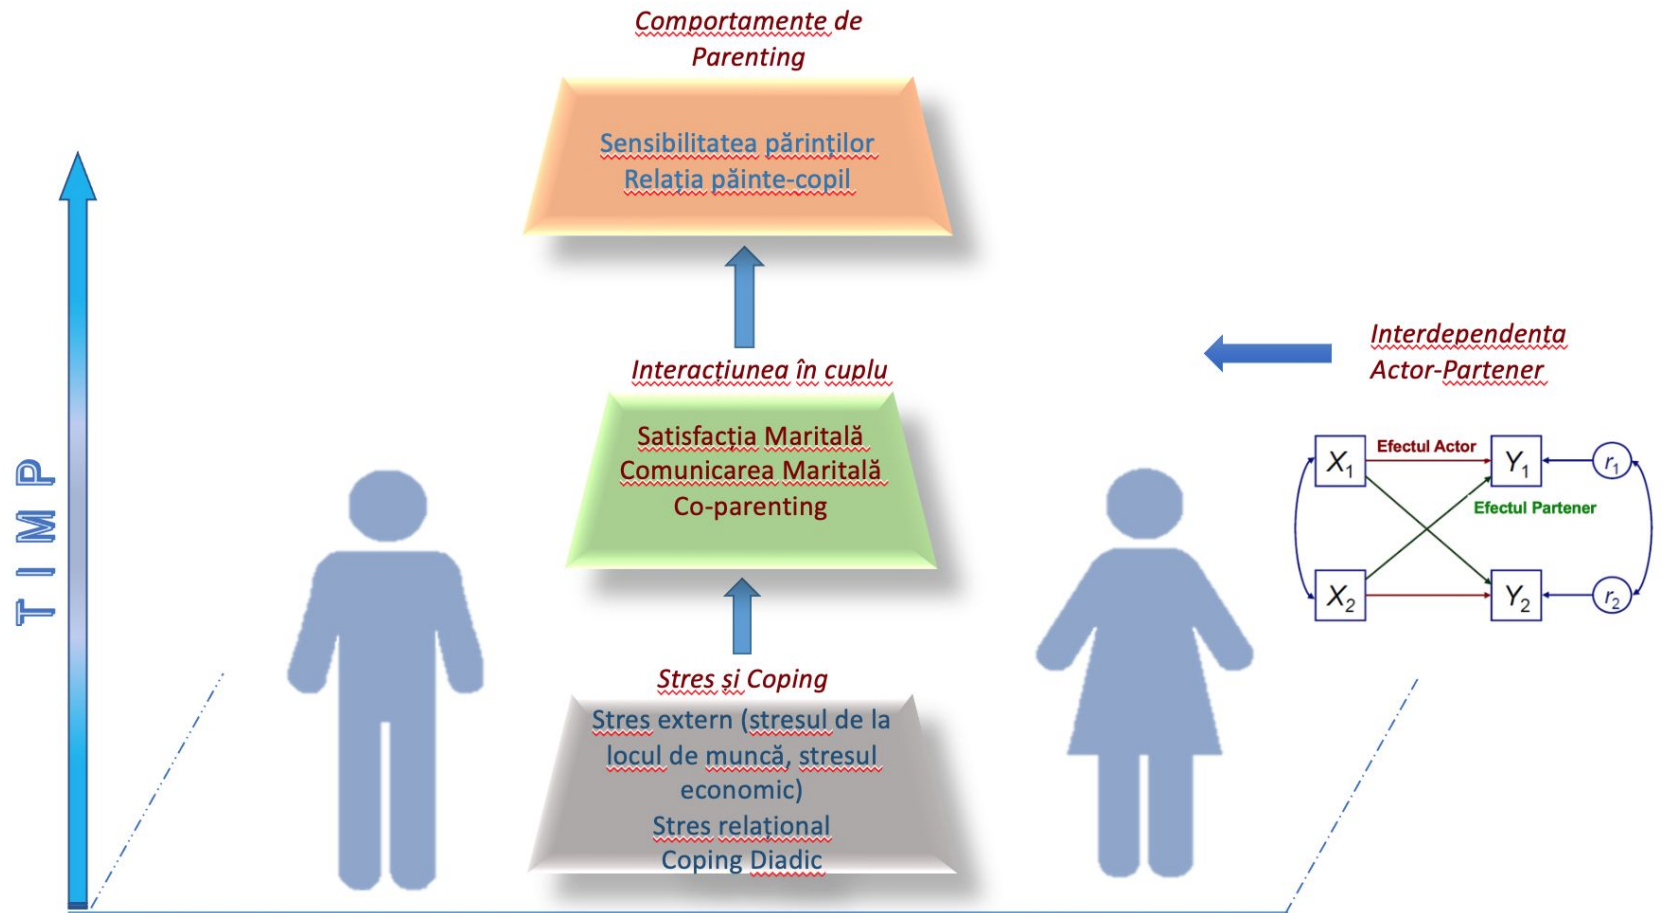 Comportamente de
Parenting
Sensibilitatea părinților
Relația păinte-copil
Interacțiunea în cuplu
Satisfacția Maritală
Comunicarea Maritală
Co-parenting
Stres și Coping
Stres extern (stresul de la
locul de muncă, stresul
economic)
Stres relațional
Coping Diadic
TIMP
Interdependenta
Actor-Partener
X1 Efectul Actor Y1 r1
Efectul Partener
X2 Y2 r2